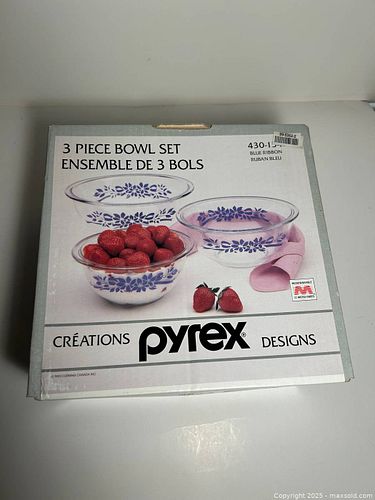 3 PIECE BOWL SET
ENSEMBLE DE 3 BOLS
430-15
BLUE RIBBON
RUBAN BLEU
CRÉATIONS pyrex® DESIGNS
Copyright 2025 - maxsold.com